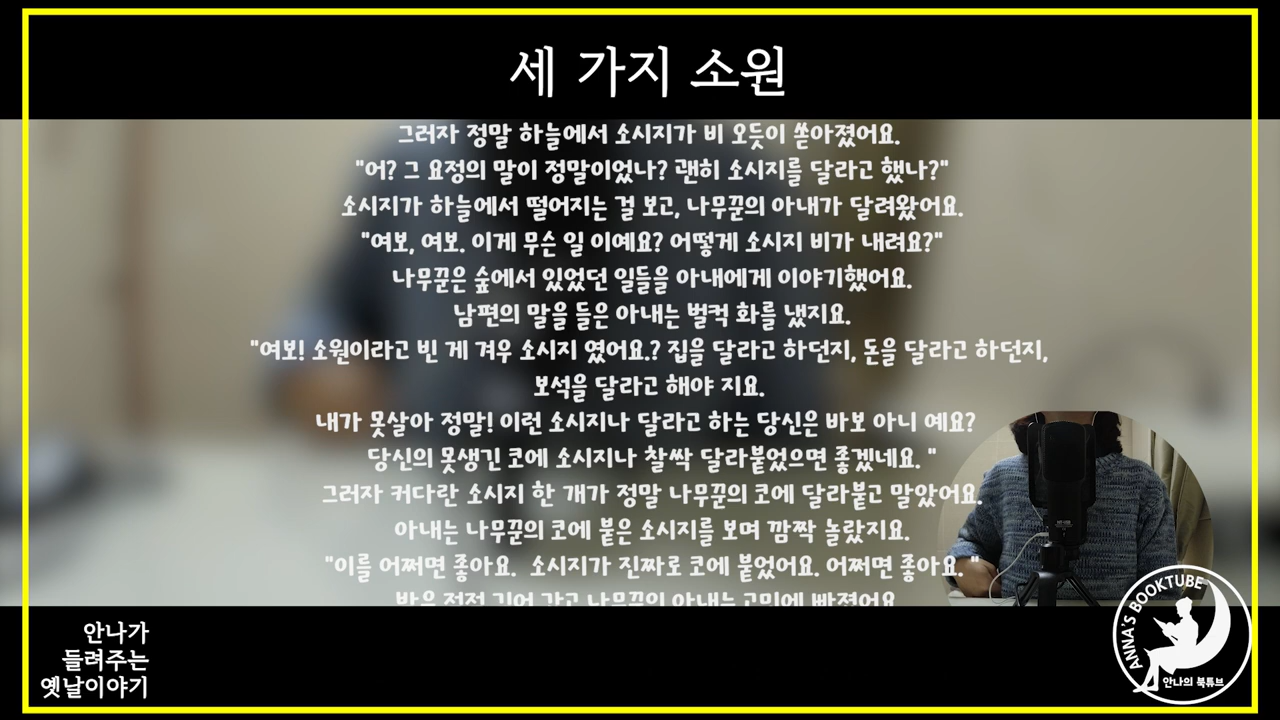 세 가지 소원
그러자 정말 하늘에서 소시지가 비 오듯이 쏟아졌어요.
"어? 그 요정의 말이 정말이었나? 괜히 소시지를 달라고 했나?"
소시지가 하늘에서 떨어지는 걸 보고, 나무꾼의 아내가 달려왔어요.
"여보, 여보. 이게 무슨 일 이예요? 어떻게 소시지 비가 내려요?"
나무꾼은 숲에서 있었던 일들을 아내에게 이야기했어요.
남편의 말을 들은 아내는 벌컥 화를 냈지요.
"여보! 소원이라고 빈 게 겨우 소시지 였어요.? 집을 달라고 하던지, 돈을 달라고 하던지,
보석을 달라고 해야 지요.
내가 못살아 정말! 이런 소시지나 달라고 하는 당신은 바보 아니 예요?
당신의 못생긴 코에 소시지나 찰싹 달라붙었으면 좋겠네요. "
그러자 커다란 소시지 한 개가 정말 나무꾼의 코에 달라붙고 말았어요.
아내는 나무꾼의 코에 붙은 소시지를 보며 깜짝 놀랐지요.
"이를 어쩌면 좋아요. 소시지가 진짜로 코에 붙었어요. 어쩌면 좋아요. "
나무꾼의 아내는 고민에 빠졌어요
안나가
들려주는
옛날이야기
ANNA'S BOOKTUBE
안나의 북튜브